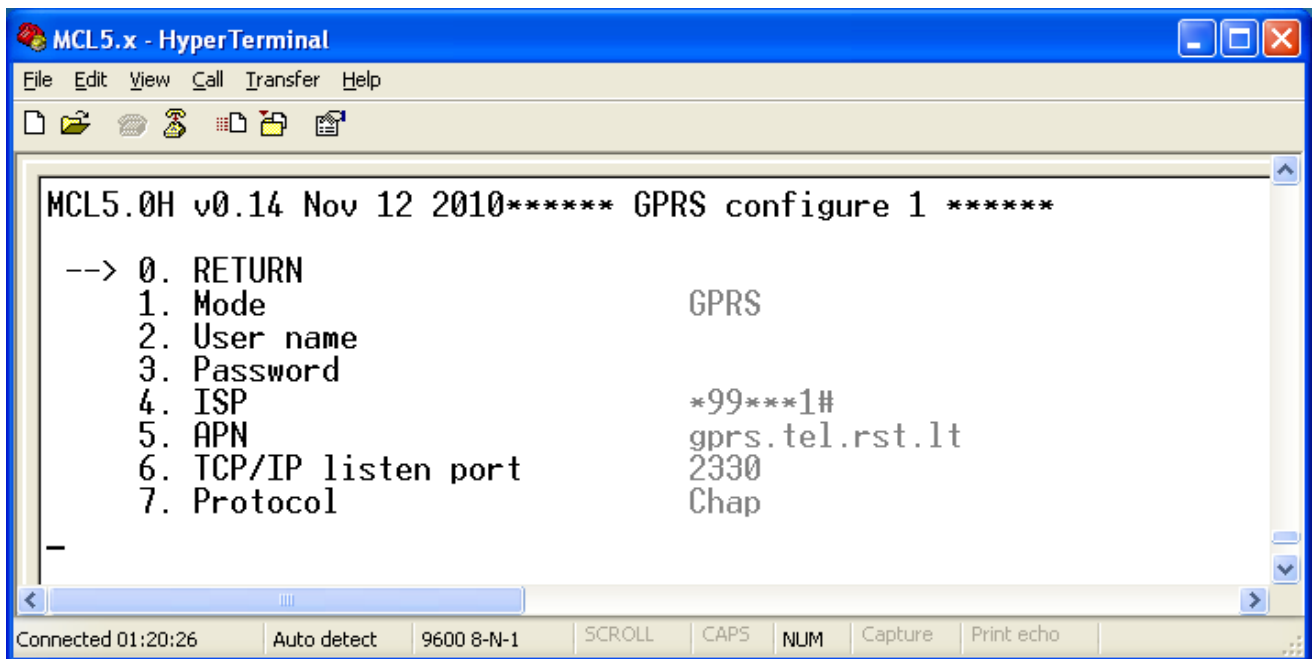 MCL5.x - HyperTerminal
File Edit View Call Transfer Help
MCL5.0H v0.14 Nov 12 2010****** GPRS configure 1 ******
--> 0. RETURN
1. Mode GPRS
2. User name
3. Password
4. ISP *99***1#
5. APN gprs.tel.rst.lt
6. TCP/IP listen port 2330
7. Protocol Chap
_
Connected 01:20:26 Auto detect 9600 8-N-1 SCROLL CAPS NUM Capture Print echo